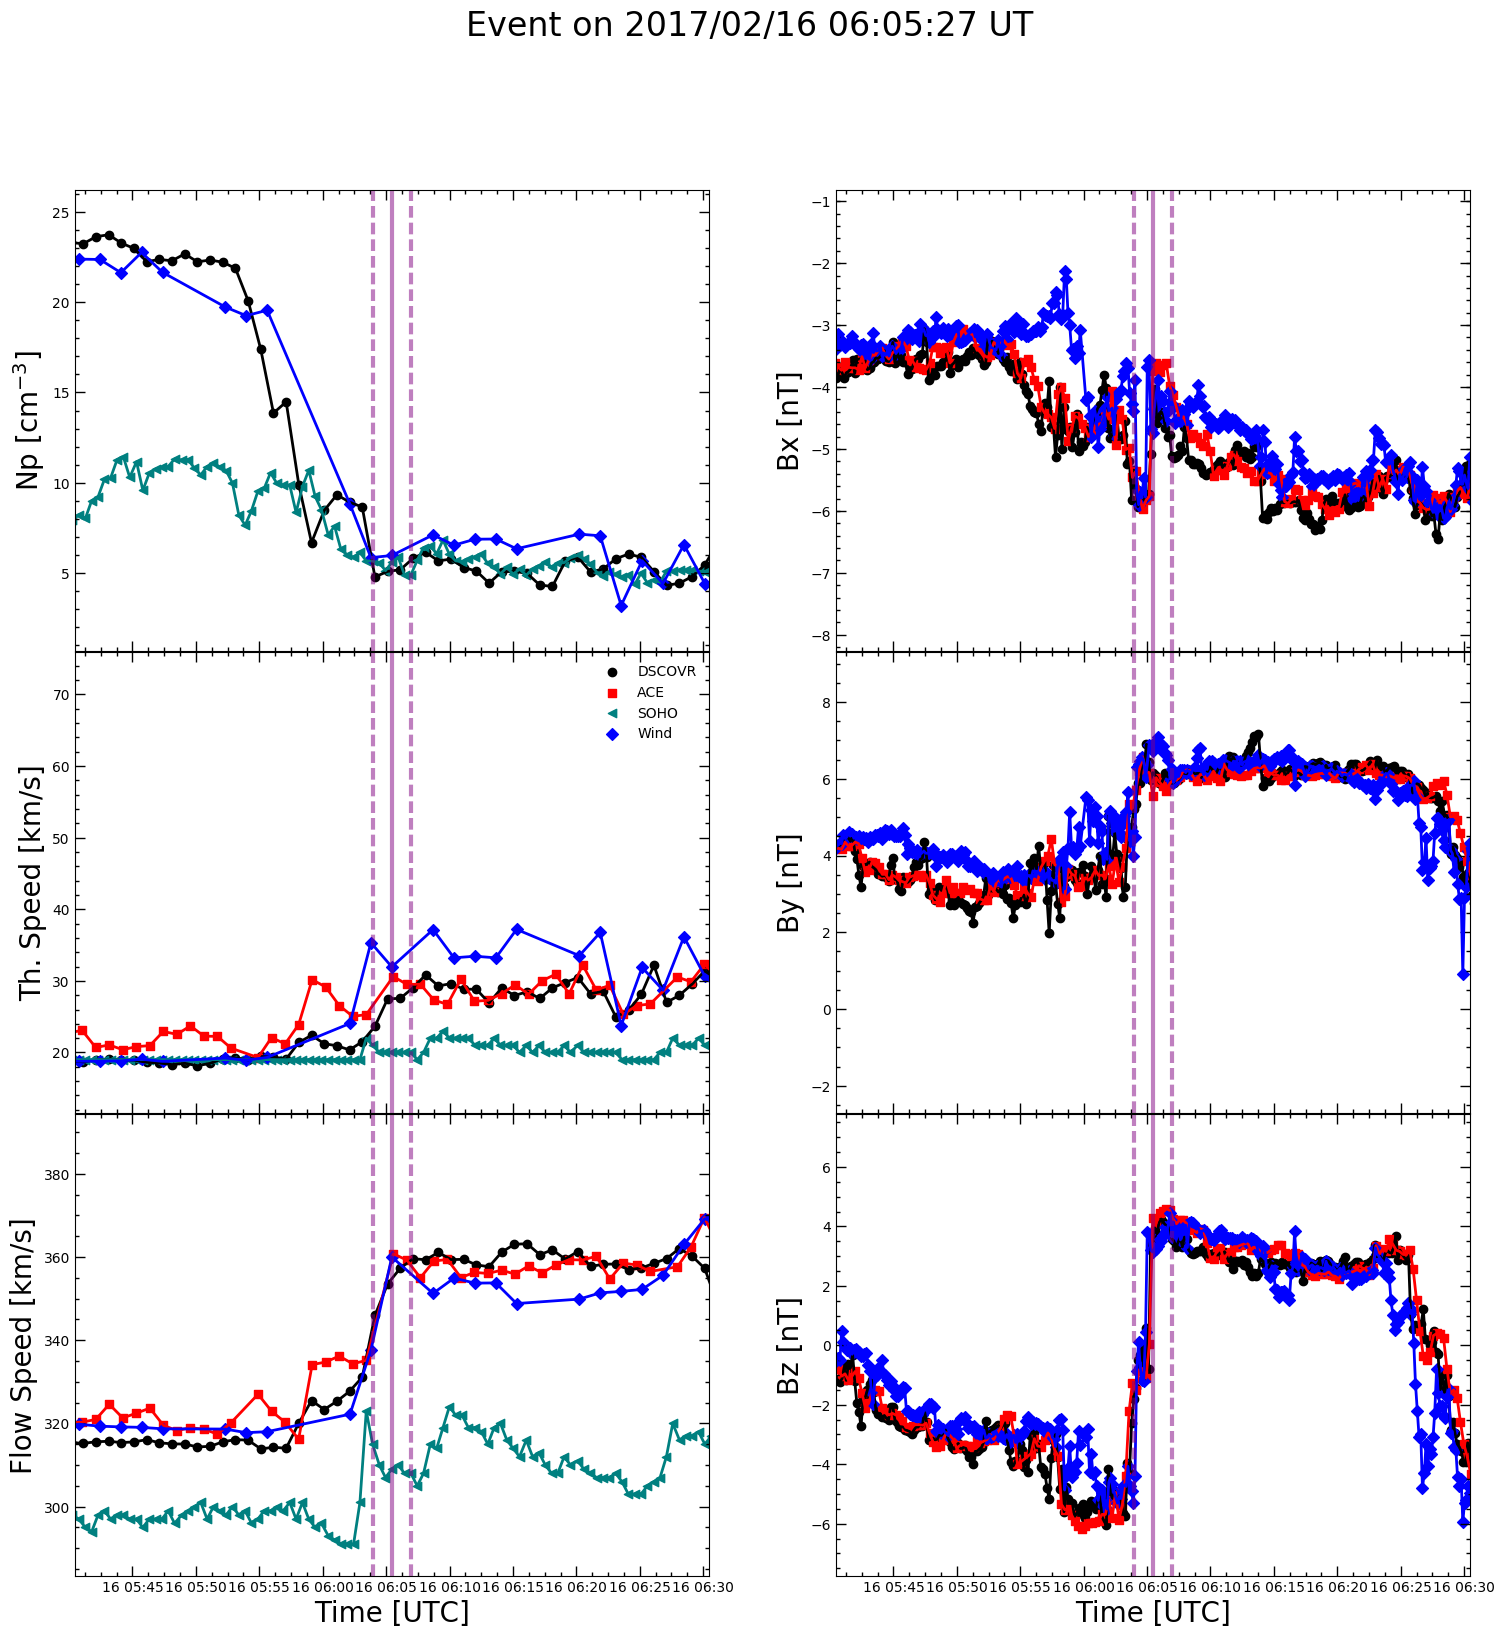 Event on 2017/02/16 06:05:27 UT
Np [cm⁻³]
25
20
15
10
5
Th. Speed [km/s]
70
60
50
40
30
20
DSCOVR
ACE
SOHO
Wind
Flow Speed [km/s]
380
360
340
320
300
16 05:45 16 05:50 16 05:55 16 06:00 16 06:05 16 06:10 16 06:15 16 06:20 16 06:25 16 06:30
Time [UTC]
Bx [nT]
−1
−2
−3
−4
−5
−6
−7
−8
By [nT]
8
6
4
2
0
−2
Bz [nT]
6
4
2
0
−2
−4
−6
16 05:45 16 05:50 16 05:55 16 06:00 16 06:05 16 06:10 16 06:15 16 06:20 16 06:25 16 06:30
Time [UTC]